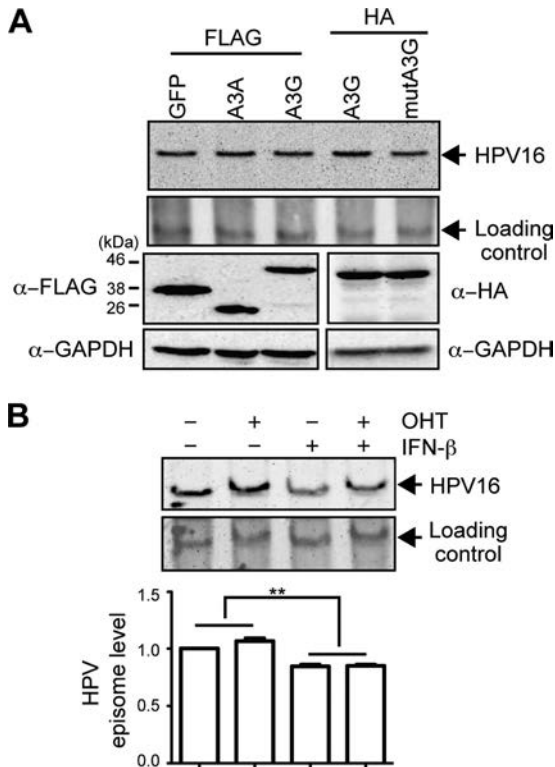 A
FLAG
HA
GFP
A3A
A3G
A3G
mutA3G
HPV16
Loading
control
(kDa)
46
38
26
α–FLAG
α–HA
α–GAPDH
α–GAPDH
B
– + – + OHT
– – + + IFN-β
HPV16
Loading
control
**
HPV
episome level
1.5
1.0
0.5
0.0